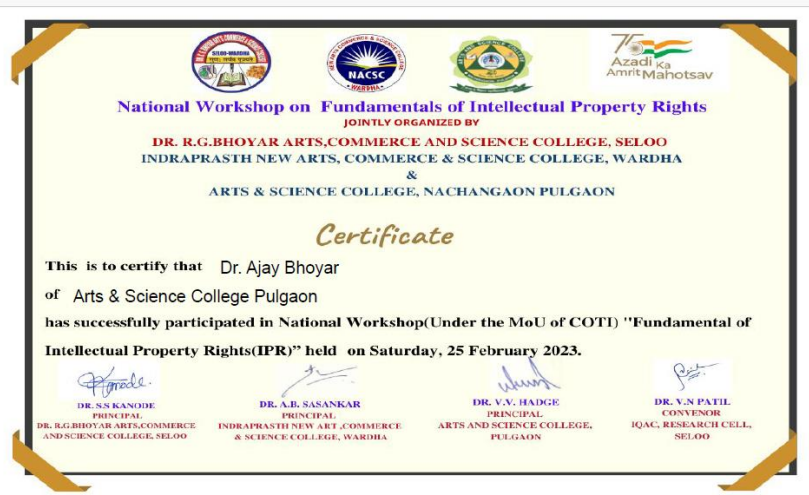 SELOO-WARDHA
NACSC
WARDHA
75
Azadi Ka
Amrit Mahotsav
National Workshop on Fundamentals of Intellectual Property Rights
JOINTLY ORGANIZED BY
DR. R.G.BHOYAR ARTS,COMMERCE AND SCIENCE COLLEGE, SELOO
INDRAPRASTH NEW ARTS, COMMERCE & SCIENCE COLLEGE, WARDHA
&
ARTS & SCIENCE COLLEGE, NACHANGAON PULGAON
Certificate
This is to certify that Dr. Ajay Bhoyar
of Arts & Science College Pulgaon
has successfully participated in National Workshop(Under the MoU of COTI) "Fundamental of
Intellectual Property Rights(IPR)” held on Saturday, 25 February 2023.
DR. S.S KANODE
PRINCIPAL
DR. R.G.BHOYAR ARTS,COMMERCE
AND SCIENCE COLLEGE, SELOO
DR. A.B. SASANKAR
PRINCIPAL
INDRAPRASTH NEW ART ,COMMERCE
& SCIENCE COLLEGE, WARDHA
DR. V.V. HADGE
PRINCIPAL
ARTS AND SCIENCE COLLEGE,
PULGAON
DR. V.N PATIL
CONVENOR
IQAC, RESEARCH CELL,
SELOO